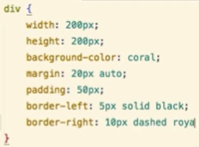 div {
width: 200px;
height: 200px;
background-color: coral;
margin: 20px auto;
padding: 50px;
border-left: 5px solid black;
border-right: 10px dashed roya
}